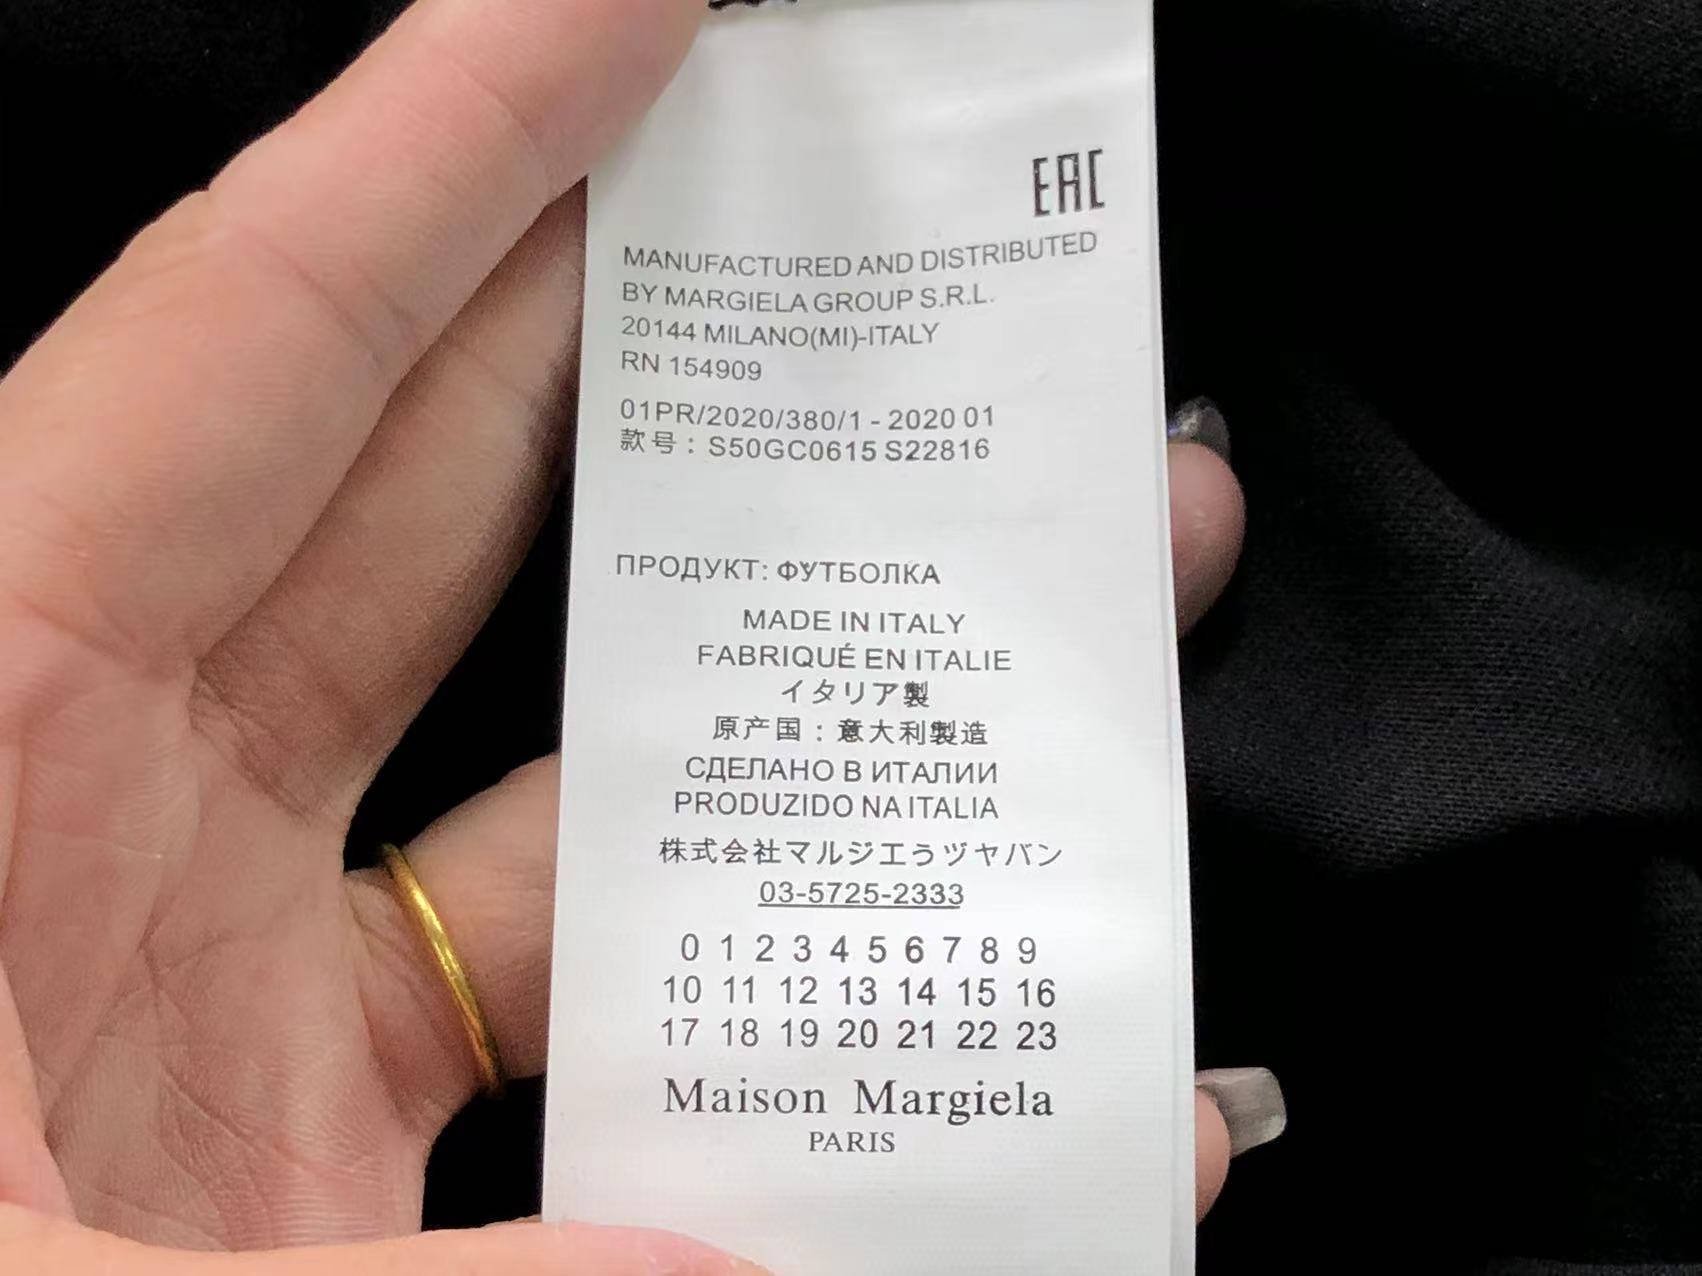 EAC
MANUFACTURED AND DISTRIBUTED
BY MARGIELA GROUP S.R.L.
20144 MILANO(MI)-ITALY
RN 154909
01PR/2020/380/1 - 2020 01
款号：S50GC0615 S22816
ПРОДУКТ: ФУТБОЛКА
MADE IN ITALY
FABRIQUÉ EN ITALIE
イタリア製
原产国：意大利製造
СДЕЛАНО В ИТАЛИИ
PRODUZIDO NA ITALIA
株式会社マルジエうヅヤバン
03-5725-2333
0 1 2 3 4 5 6 7 8 9
10 11 12 13 14 15 16
17 18 19 20 21 22 23
Maison Margiela
PARIS